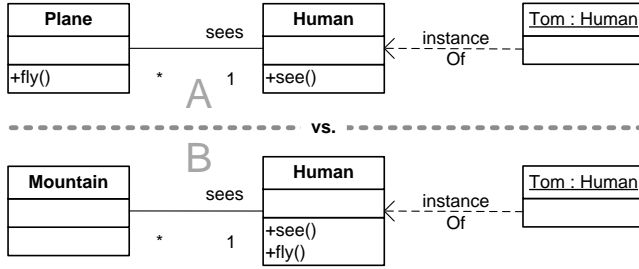 Plane
+fly()
sees
* 1
Human
+see()
instance
Of
Tom : Human
A
vs.
B
Mountain
sees
* 1
Human
+see()
+fly()
instance
Of
Tom : Human